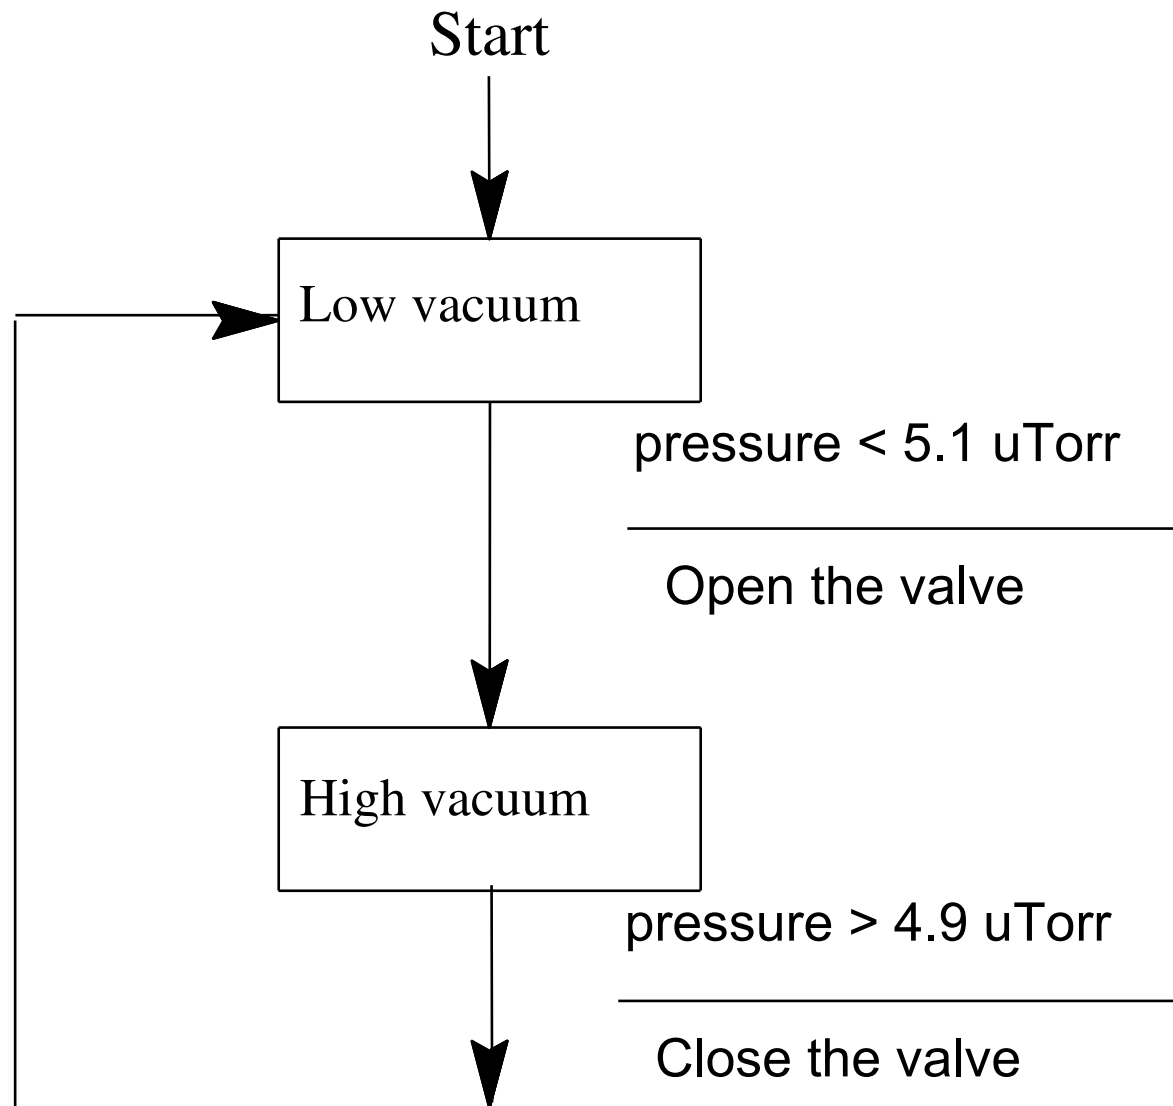 Start
Low vacuum
pressure < 5.1 uTorr
Open the valve
High vacuum
pressure > 4.9 uTorr
Close the valve